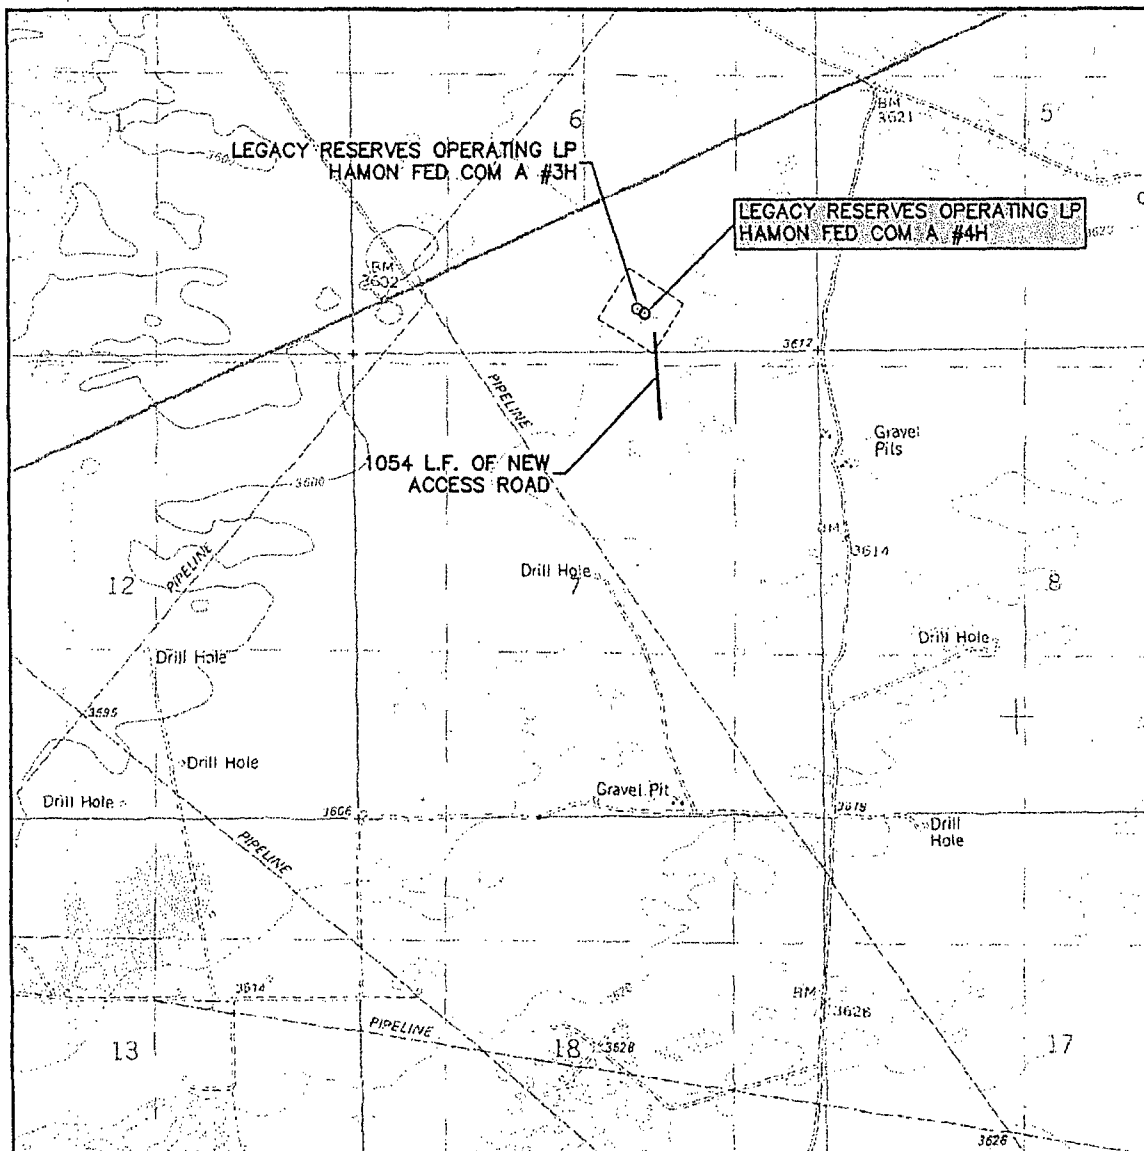 6
5
BM
3621
LEGACY RESERVES OPERATING LP
HAMON FED COM A #3H
LEGACY RESERVES OPERATING LP
HAMON FED COM A #4H
BM
3602
3612
PIPELINE
Gravel
Pits
1054 L.F. OF NEW
ACCESS ROAD
3600
BM
3614
PIPELINE
12
Drill Hole
7
8
Drill Hole
Drill Hole
3595
Drill Hole
Drill Hole
Gravel Pit
3606
3619
Drill
Hole
PIPELINE
3614
BM
3626
PIPELINE
13
18
3628
17
3626